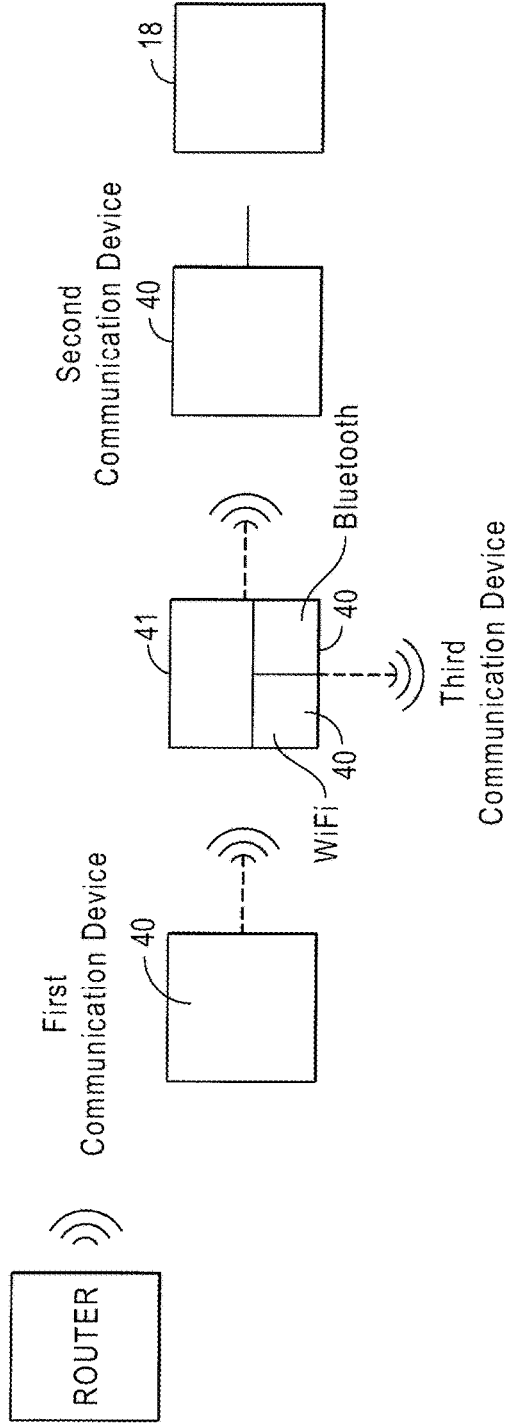 ROUTER
First
Communication Device
40
WiFi
41
40
40
Bluetooth
Third
Communication Device
Second
Communication Device
40
18